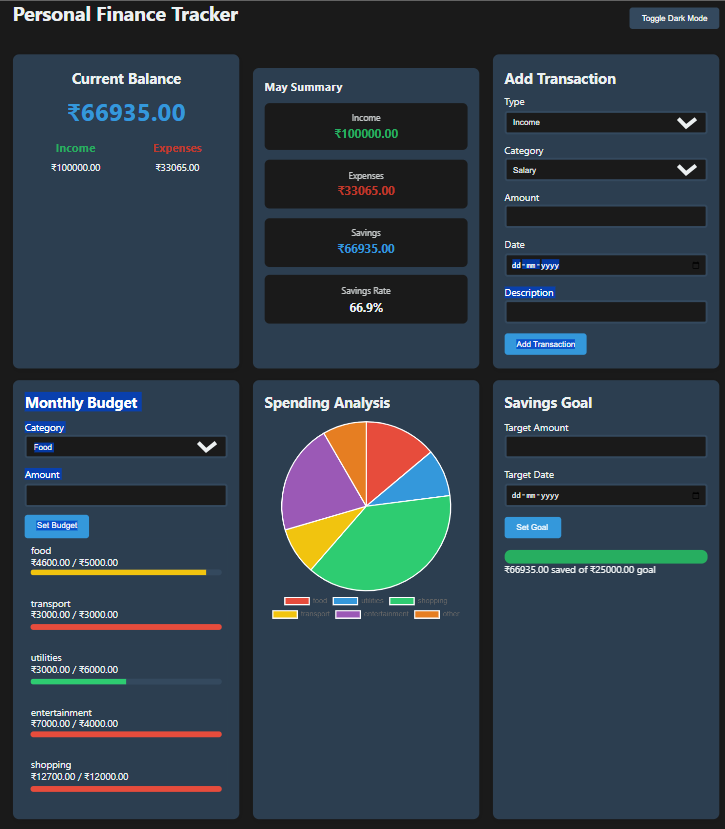 Personal Finance Tracker
Toggle Dark Mode
Current Balance
₹66935.00
Income
Expenses
₹100000.00
₹33065.00
May Summary
Income
₹100000.00
Expenses
₹33065.00
Savings
₹66935.00
Savings Rate
66.9%
Add Transaction
Type
Income
Category
Salary
Amount
Date
dd-mm-yyyy
Description
Add Transaction
Monthly Budget
Category
Food
Amount
Set Budget
food
₹4600.00 / ₹5000.00
transport
₹3000.00 / ₹3000.00
utilities
₹3000.00 / ₹6000.00
entertainment
₹7000.00 / ₹4000.00
shopping
₹12700.00 / ₹12000.00
Spending Analysis
food utilities shopping
transport entertainment other
Savings Goal
Target Amount
Target Date
dd-mm-yyyy
Set Goal
₹66935.00 saved of ₹25000.00 goal